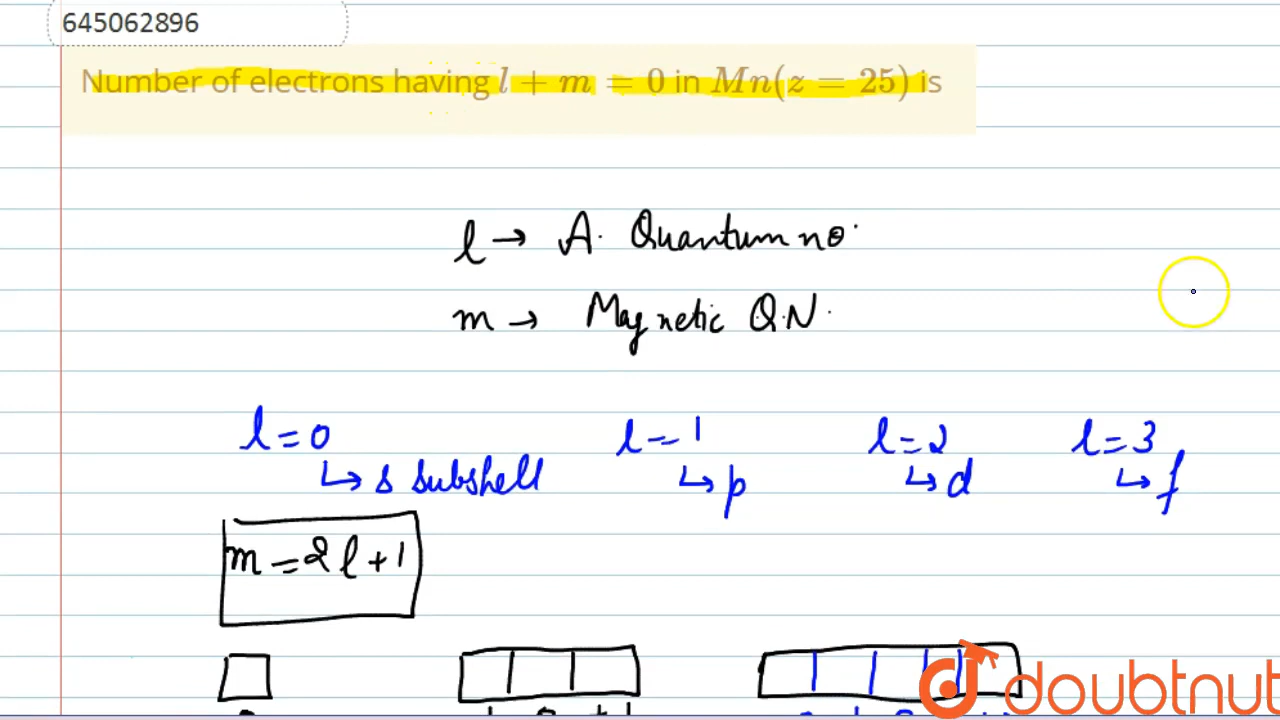 645062896
Number of electrons having l + m = 0 in Mn(z = 25) is
l → A. Quantum no.
m → Magnetic Q.N.
l = 0 l = 1 l = 2 l = 3
↳ s subshell ↳ p ↳ d ↳ f
m = 2l + 1
doubtnut